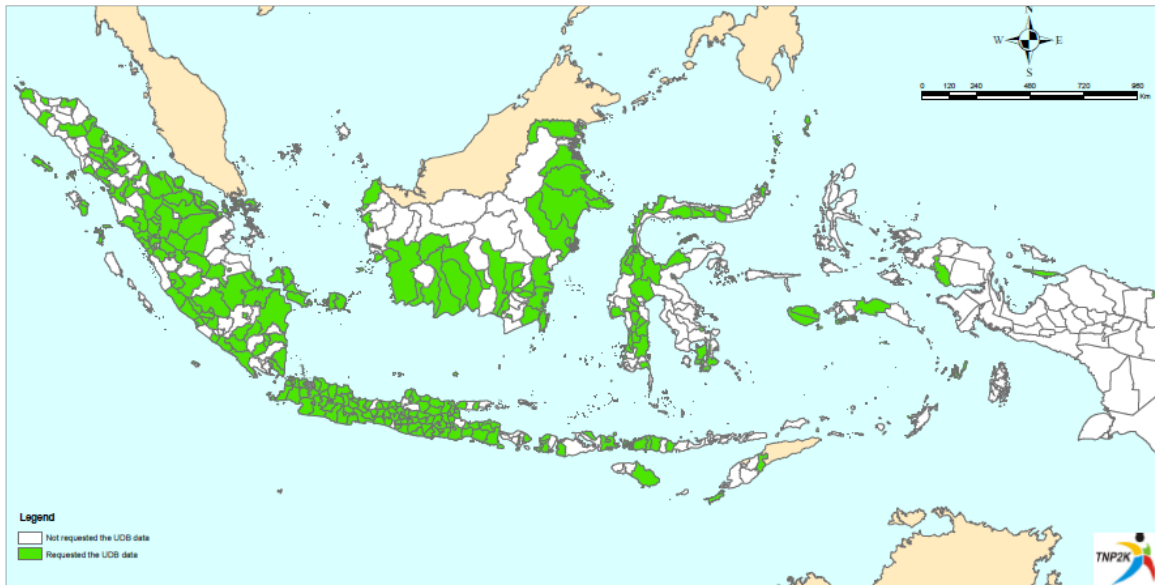 N
W E
S
0 120 240 480 720 960
Km
Legend
Not requested the UDB data
Requested the UDB data
TNP2K